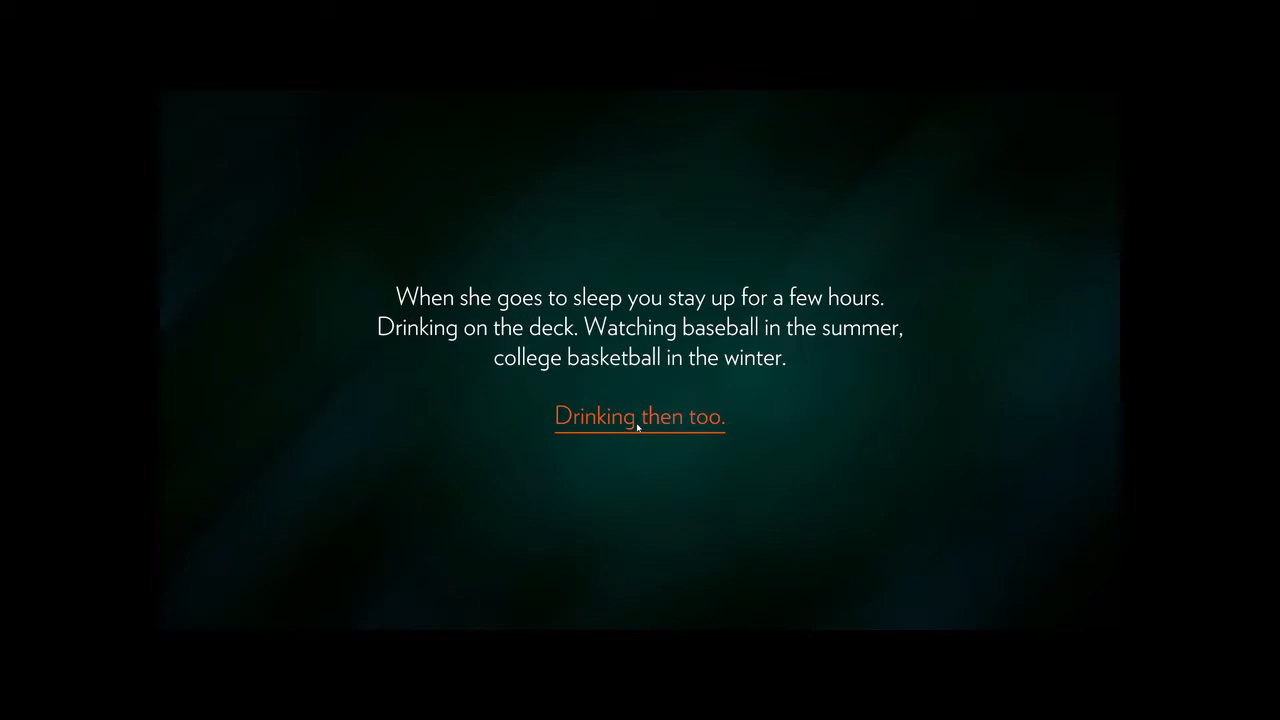 When she goes to sleep you stay up for a few hours.
Drinking on the deck. Watching baseball in the summer,
college basketball in the winter.
Drinking then too.